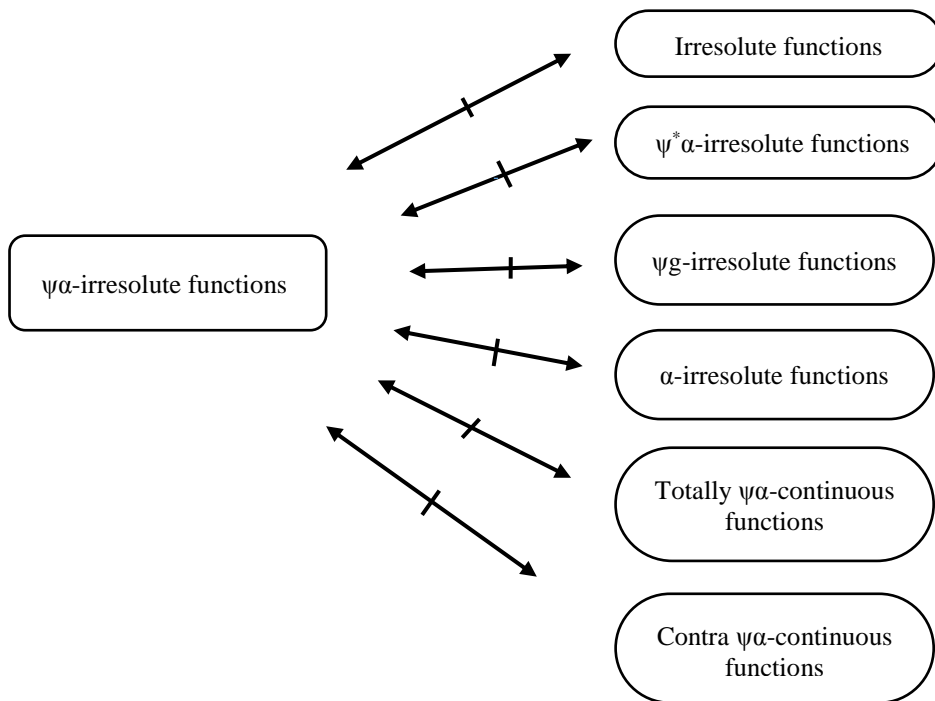 Irresolute functions
ψ*α-irresolute functions
ψg-irresolute functions
ψα-irresolute functions
α-irresolute functions
Totally ψα-continuous
functions
Contra ψα-continuous
functions